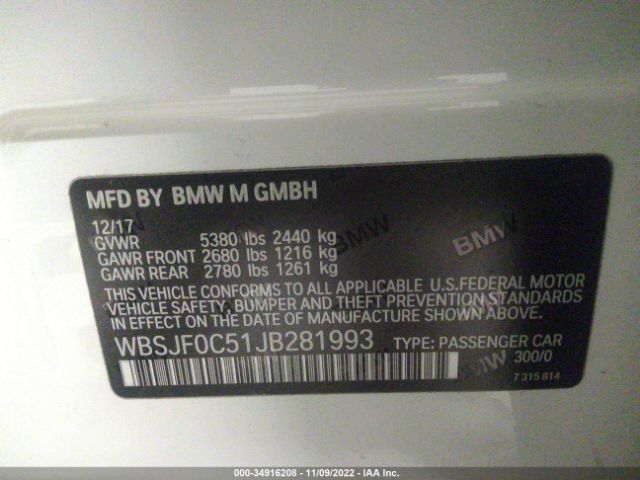 MFD BY BMW M GMBH
12/17
GVWR 5380 lbs 2440 kg
GAWR FRONT 2680 lbs 1216 kg
GAWR REAR 2780 lbs 1261 kg
THIS VEHICLE CONFORMS TO ALL APPLICABLE U.S.FEDERAL MOTOR
VEHICLE SAFETY, BUMPER AND THEFT PREVENTION STANDARDS
IN EFFECT ON THE DATE OF MANUFACTURE SHOWN ABOVE.
WBSJF0C51JB281993 TYPE: PASSENGER CAR
300/0
7 315 814
BMW
BMW
000-34916208 - 11/09/2022 - IAA Inc.